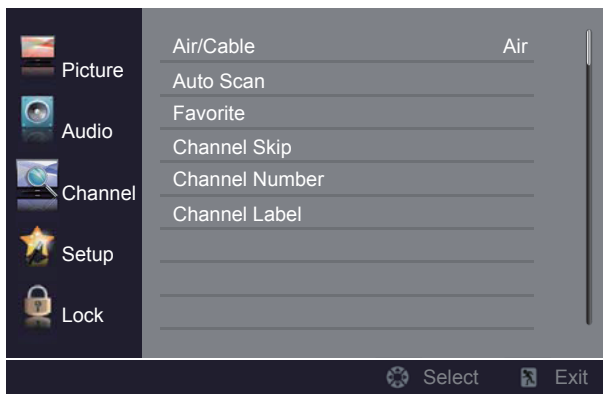 Picture
Audio
Channel
Setup
Lock
Air/Cable Air
Auto Scan
Favorite
Channel Skip
Channel Number
Channel Label
Select Exit